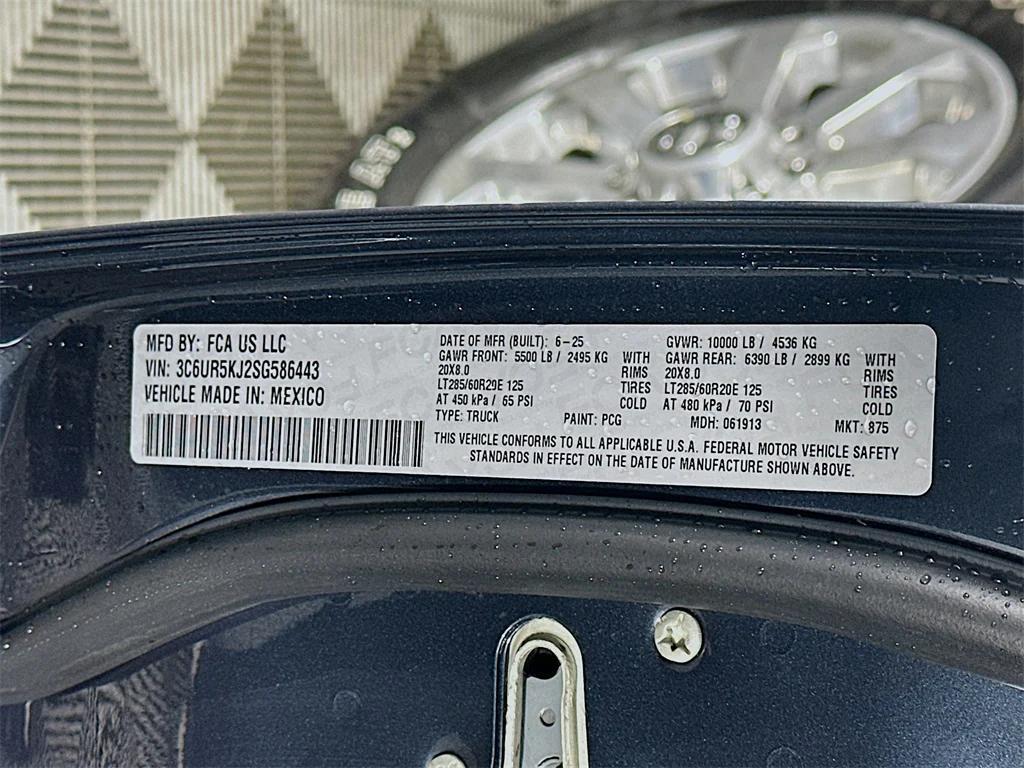 MFD BY: FCA US LLC
VIN: 3C6UR5KJ2SG586443
VEHICLE MADE IN: MEXICO
DATE OF MFR (BUILT): 6-25
GAWR FRONT: 5500 LB / 2495 KG WITH
20X8.0 RIMS
LT285/60R20E 125 TIRES
AT 450 kPa / 65 PSI COLD
TYPE: TRUCK PAINT: PCG
GVWR: 10000 LB / 4536 KG
GAWR REAR: 6390 LB / 2899 KG WITH
20X8.0 RIMS
LT285/60R20E 125 TIRES
AT 480 kPa / 70 PSI COLD
MDH: 061913 MKT: 875
THIS VEHICLE CONFORMS TO ALL APPLICABLE U.S.A. FEDERAL MOTOR VEHICLE SAFETY
STANDARDS IN EFFECT ON THE DATE OF MANUFACTURE SHOWN ABOVE.